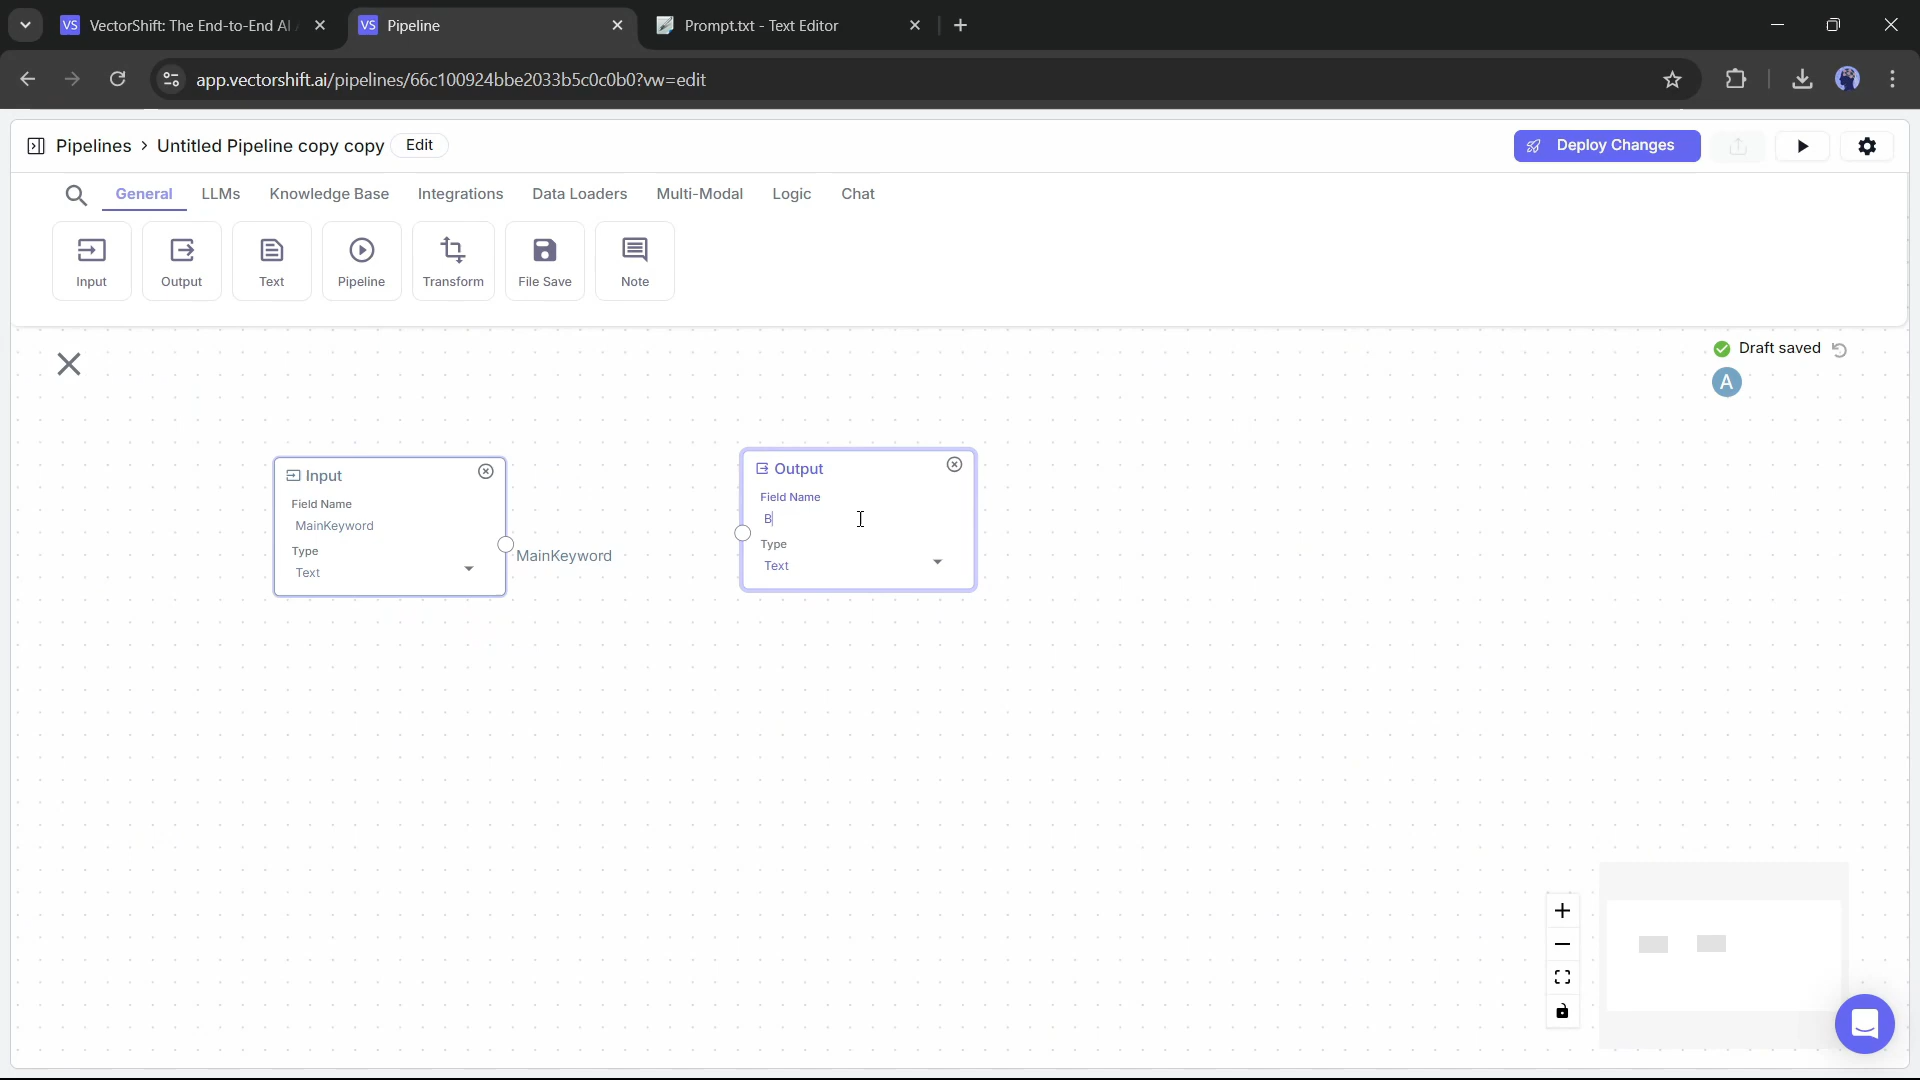 VectorShift: The End-to-End AI
Pipeline
Prompt.txt - Text Editor
app.vectorshift.ai/pipelines/66c100924bbe2033b5c0c0b0?vw=edit
Pipelines > Untitled Pipeline copy copy Edit
Deploy Changes
General LLMs Knowledge Base Integrations Data Loaders Multi-Modal Logic Chat
Input Output Text Pipeline Transform File Save Note
Draft saved
A
Input
Field Name
MainKeyword
Type
Text
MainKeyword
Output
Field Name
B
Type
Text